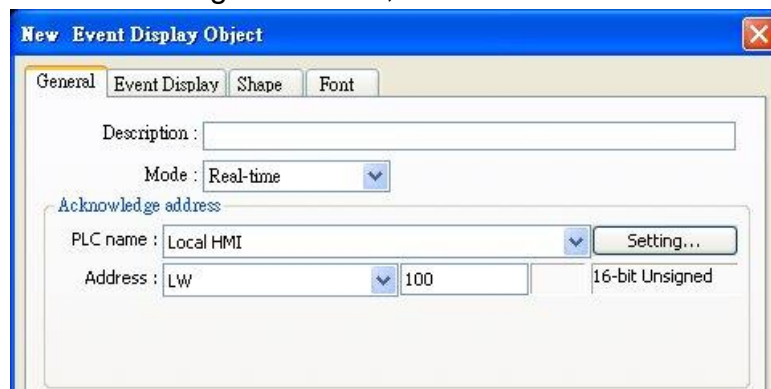 New Event Display Object
General Event Display Shape Font
Description :
Mode : Real-time
Acknowledge address
PLC name : Local HMI Setting...
Address : LW 100 16-bit Unsigned